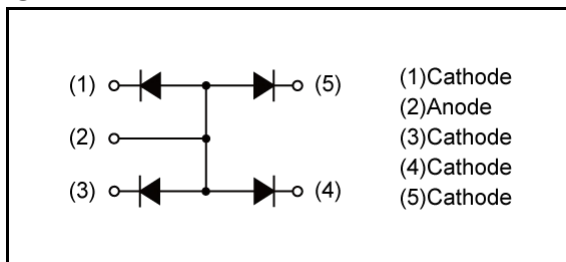 (1) (5)
(2)
(3) (4)
(1)Cathode
(2)Anode
(3)Cathode
(4)Cathode
(5)Cathode